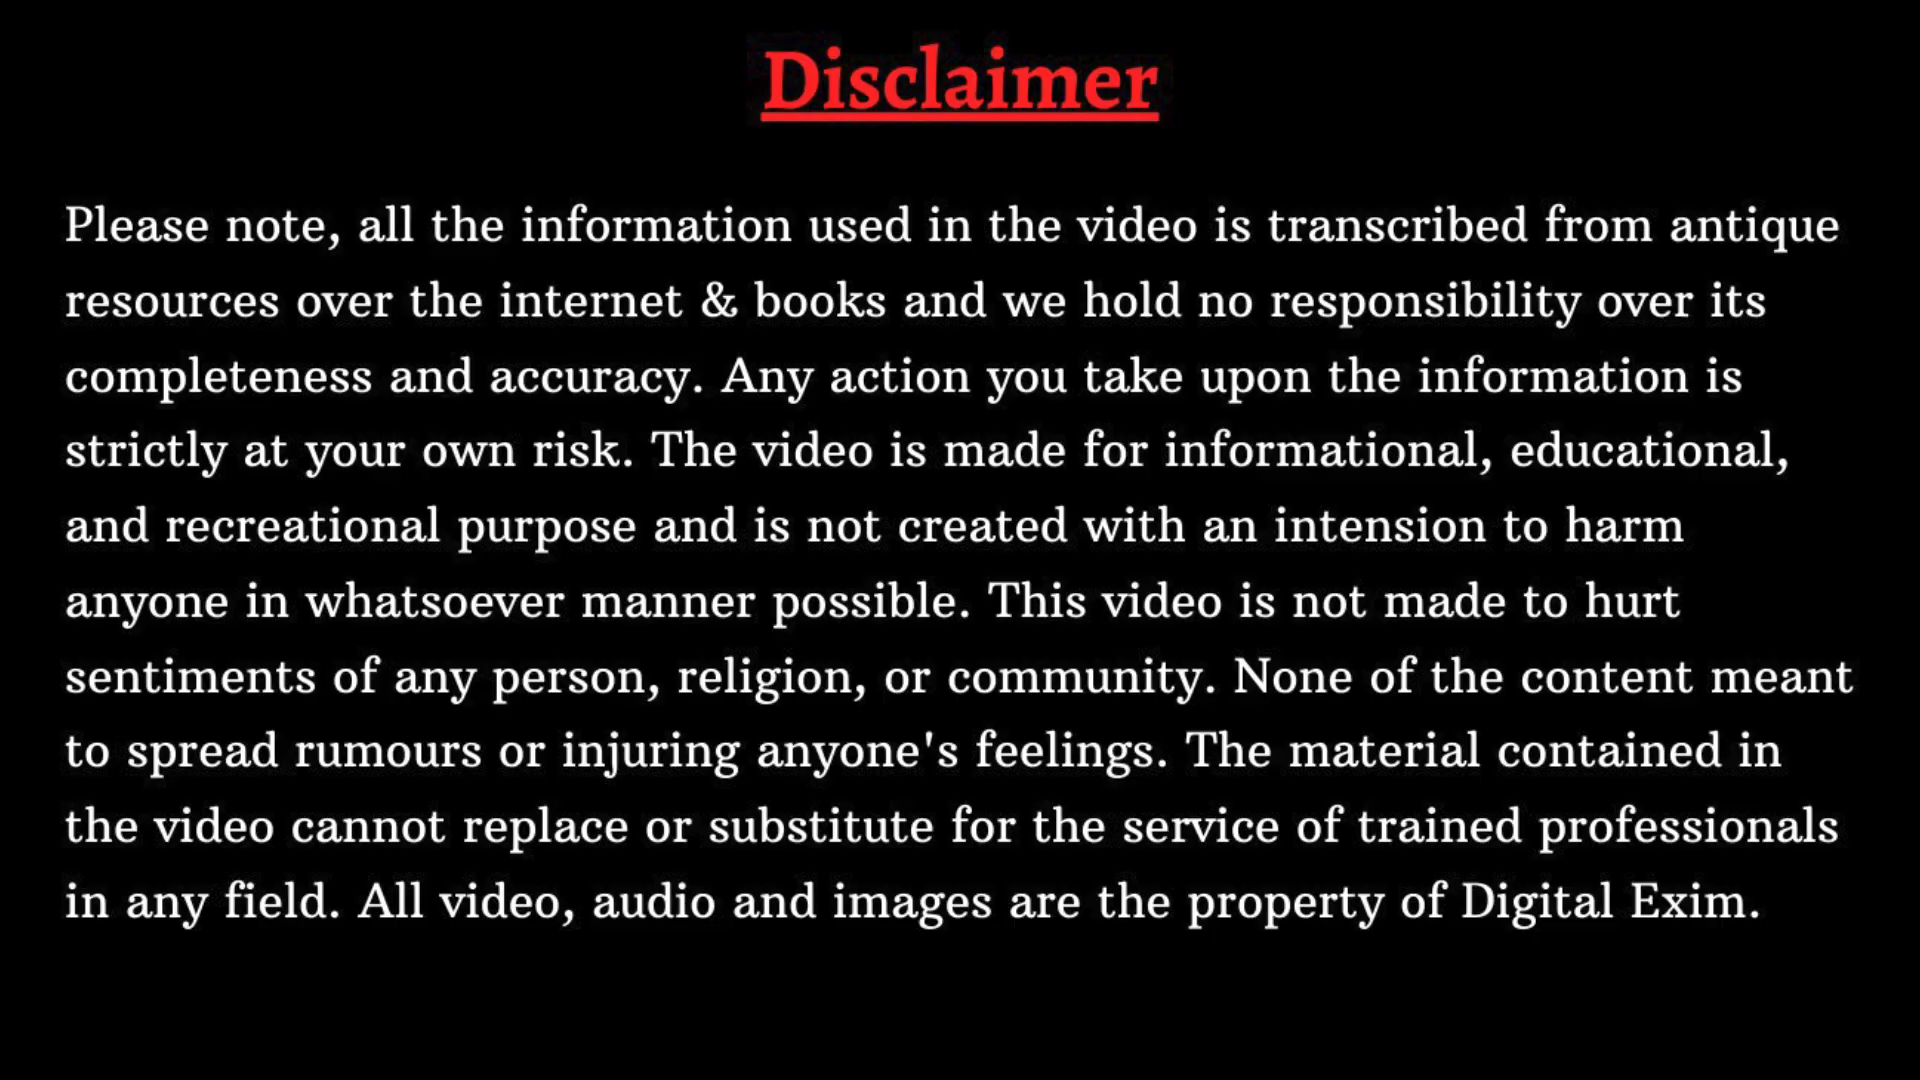 Disclaimer
Please note, all the information used in the video is transcribed from antique
resources over the internet & books and we hold no responsibility over its
completeness and accuracy. Any action you take upon the information is
strictly at your own risk. The video is made for informational, educational,
and recreational purpose and is not created with an intension to harm
anyone in whatsoever manner possible. This video is not made to hurt
sentiments of any person, religion, or community. None of the content meant
to spread rumours or injuring anyone's feelings. The material contained in
the video cannot replace or substitute for the service of trained professionals
in any field. All video, audio and images are the property of Digital Exim.